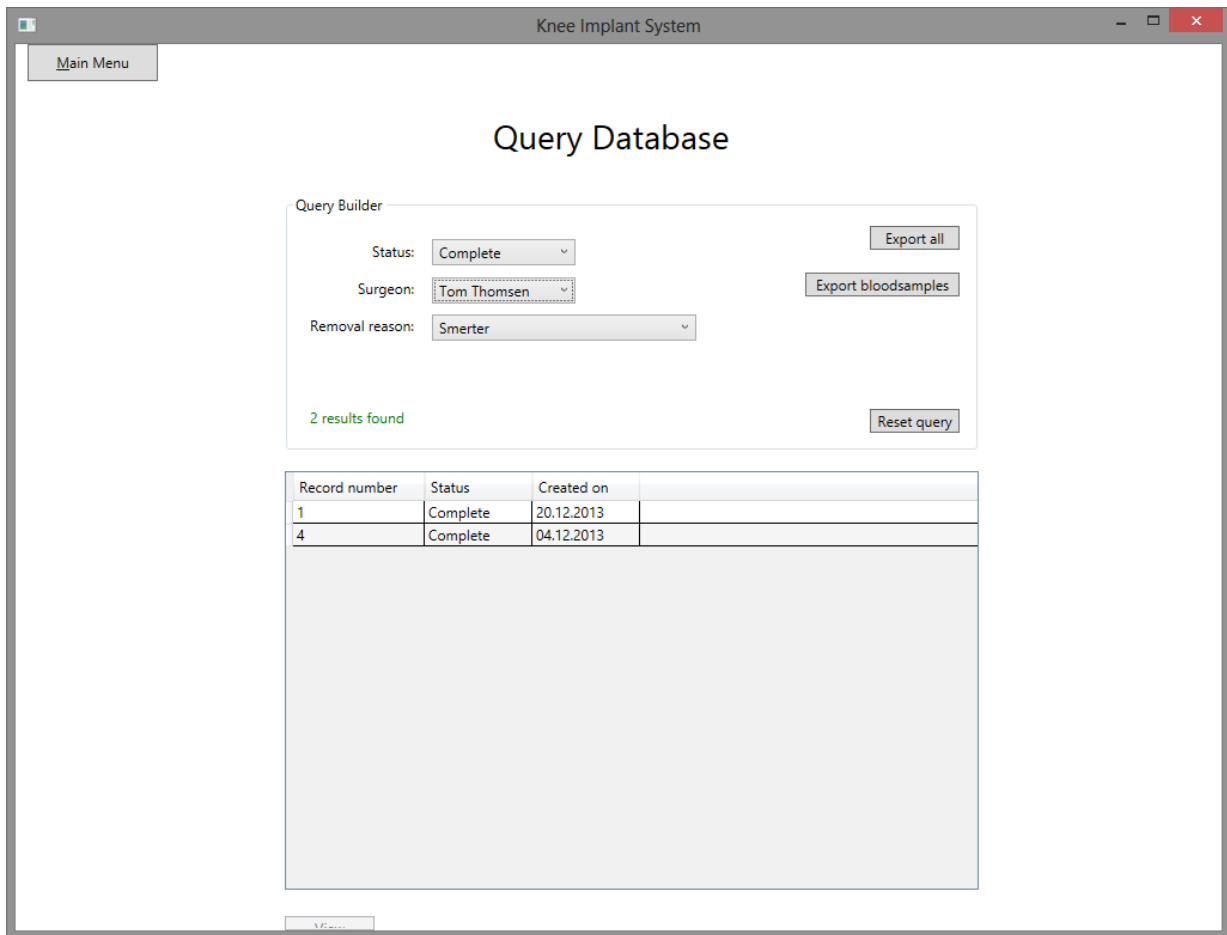 Knee Implant System
Main Menu
Query Database
Query Builder
Export all
Status: Complete
Export bloodsamples
Surgeon: Tom Thomsen
Removal reason: Smerter
2 results found
Reset query
Record number Status Created on
1 Complete 20.12.2013
4 Complete 04.12.2013
View